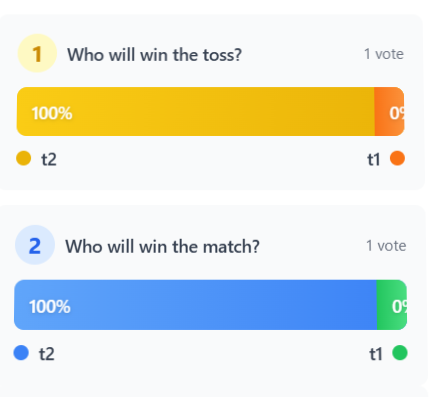 1 Who will win the toss? 1 vote
100% 0%
t2 t1
2 Who will win the match? 1 vote
100% 0%
t2 t1